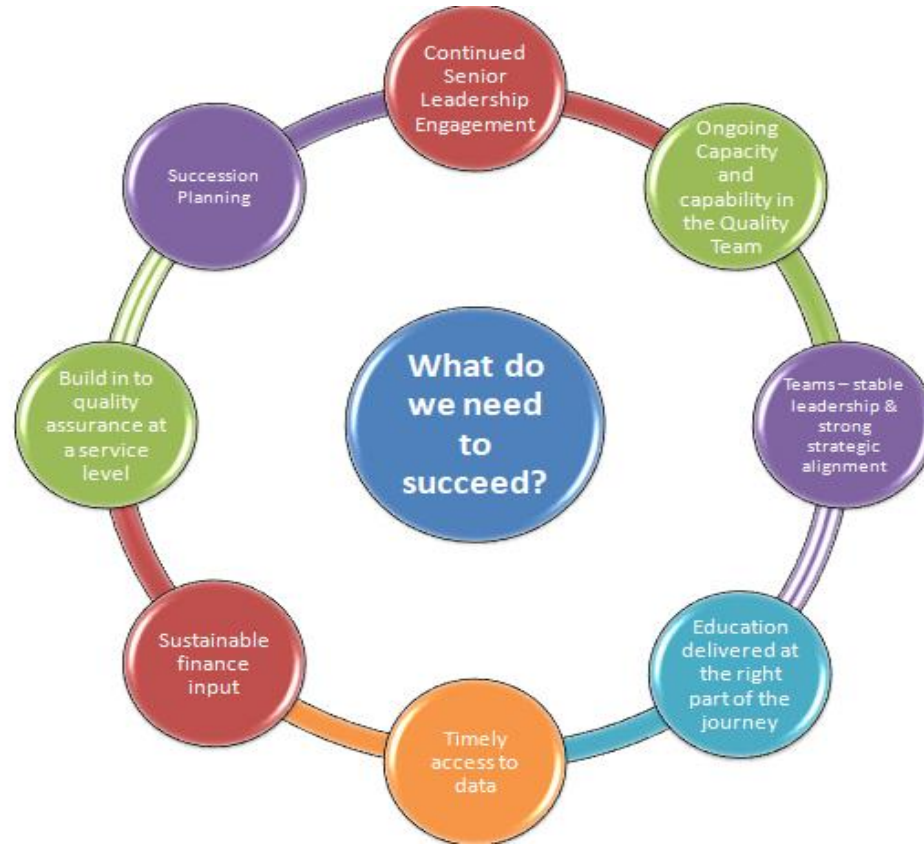 Continued
Senior
Leadership
Engagement
Ongoing
Capacity
and
capability in
the Quality
Team
Teams – stable
leadership &
strong
strategic
alignment
Education
delivered at
the right
part of the
journey
Timely
access to
data
Sustainable
finance
input
Build in to
quality
assurance at
a service
level
Succession
Planning
What do
we need
to
succeed?